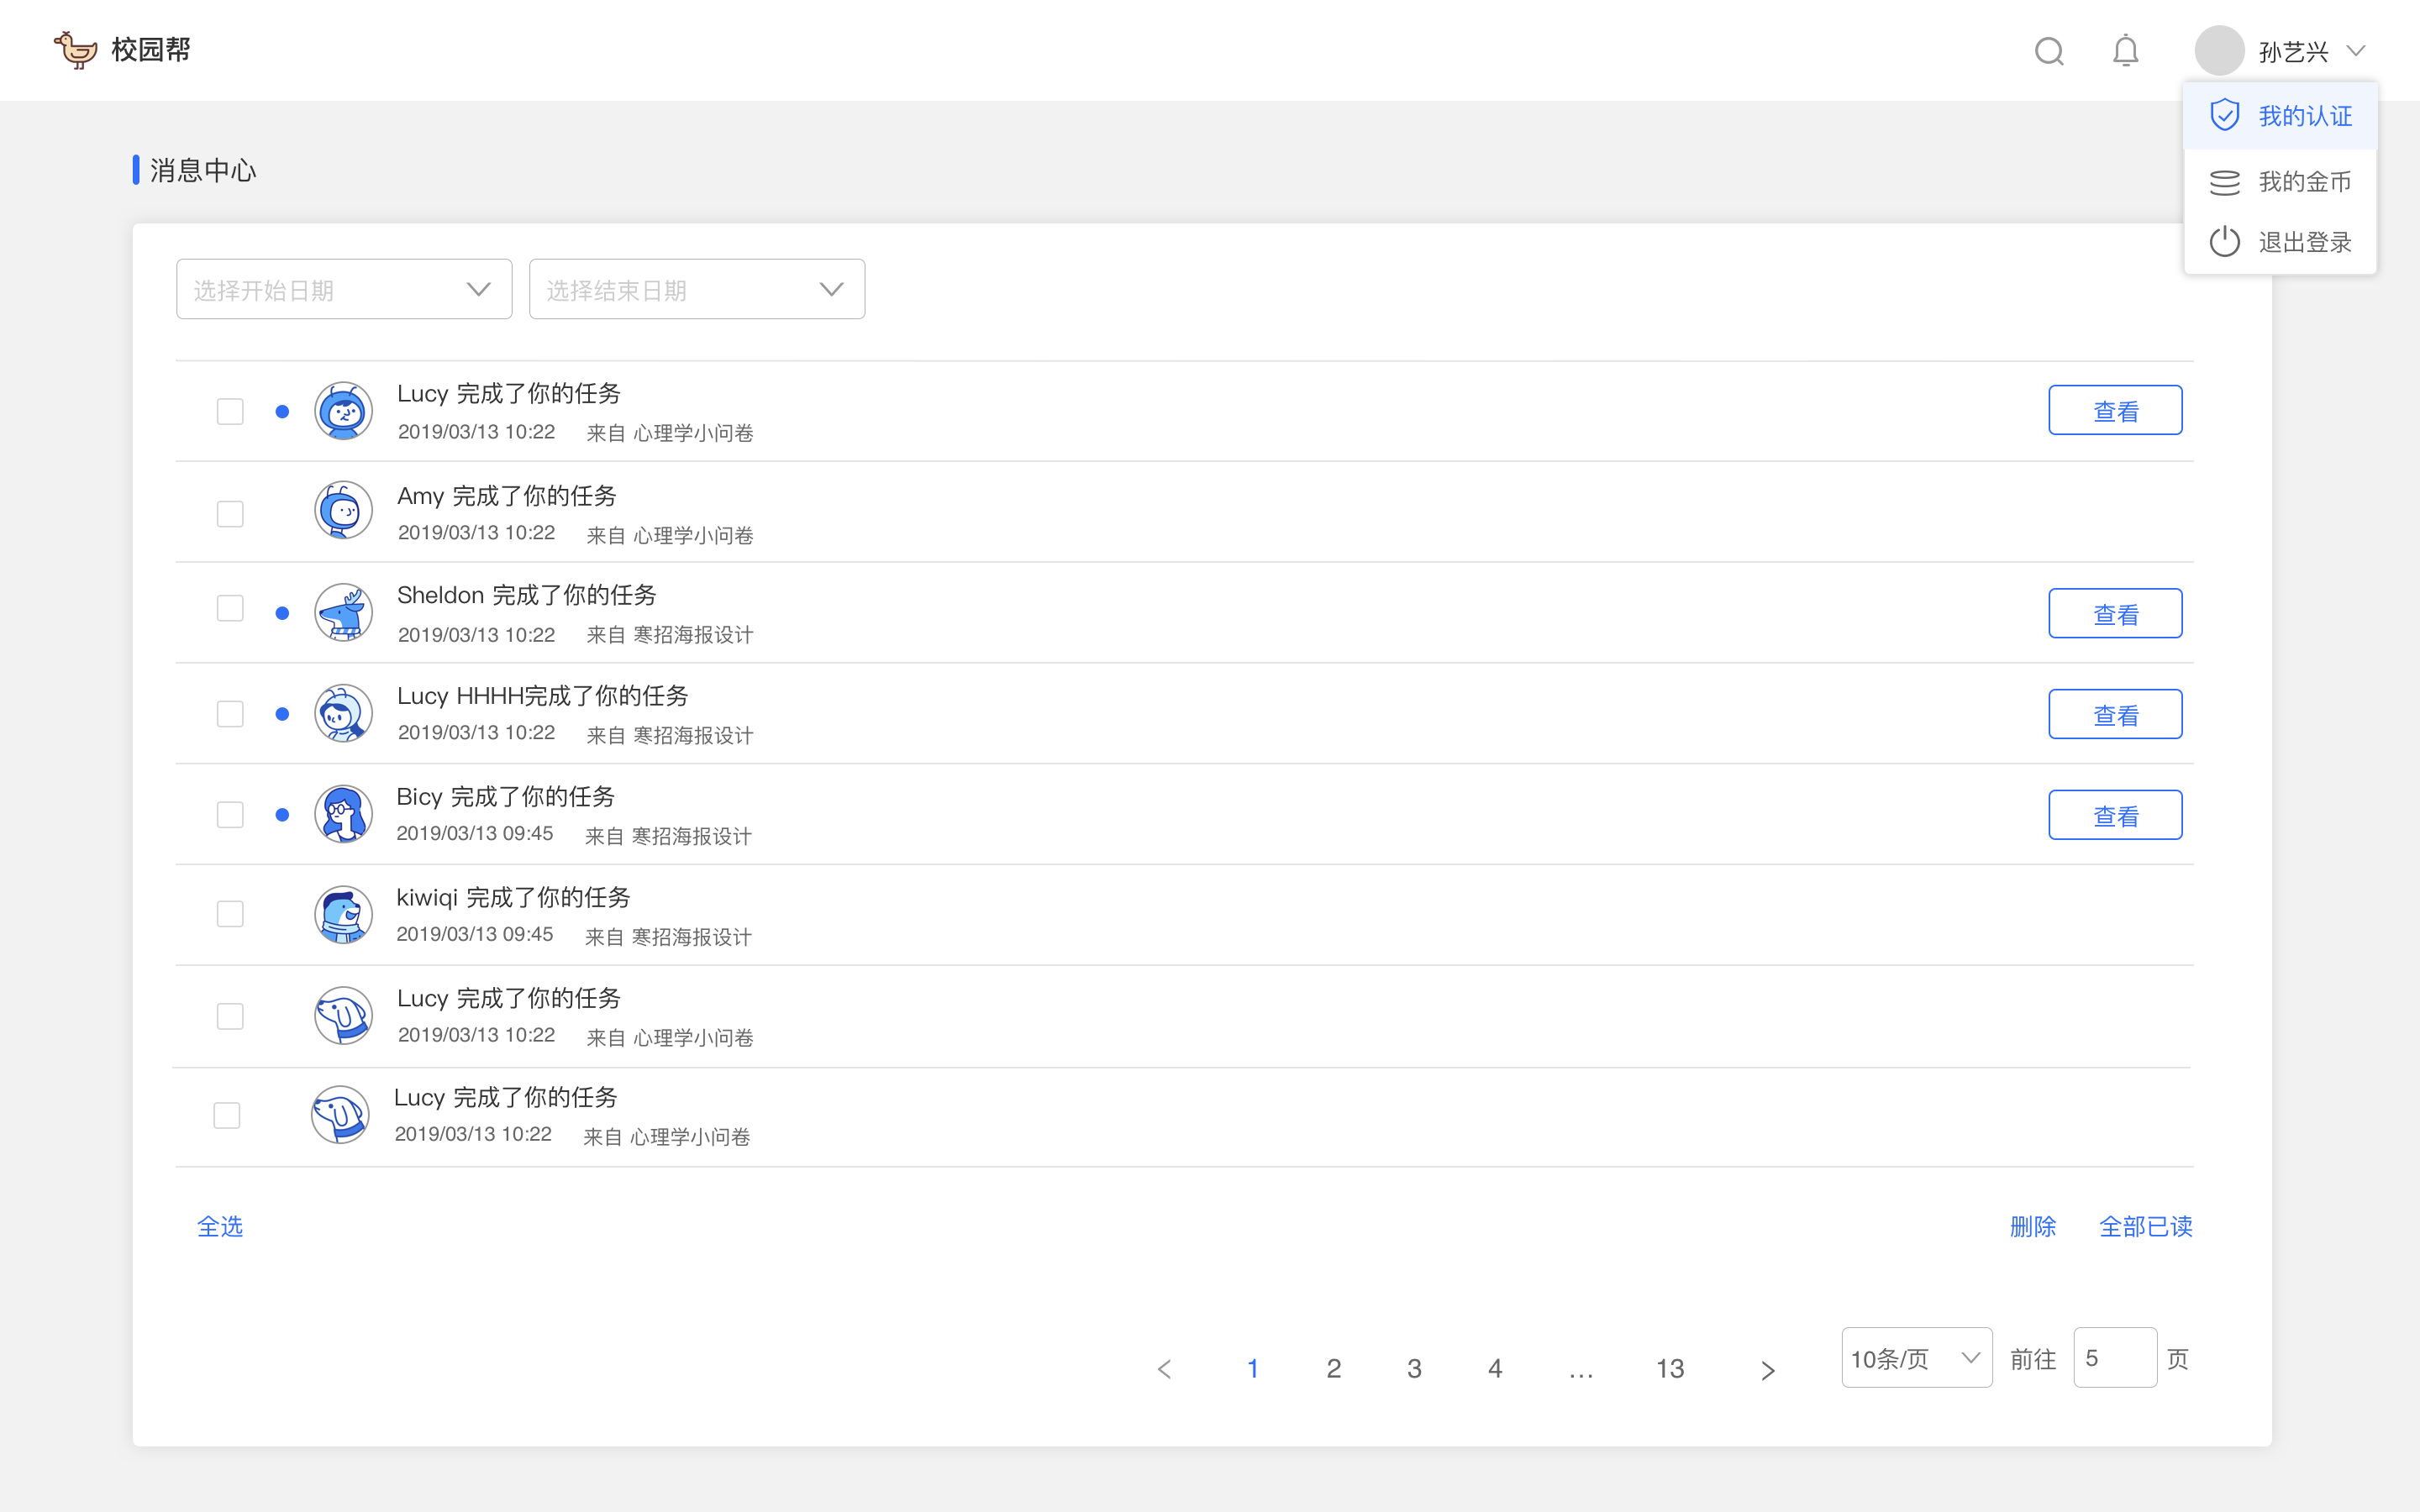 校园帮
孙艺兴
我的认证
我的金币
退出登录
消息中心
选择开始日期 选择结束日期
Lucy 完成了你的任务
2019/03/13 10:22 来自 心理学小问卷
查看
Amy 完成了你的任务
2019/03/13 10:22 来自 心理学小问卷
Sheldon 完成了你的任务
2019/03/13 10:22 来自 寒招海报设计
查看
Lucy HHHH完成了你的任务
2019/03/13 10:22 来自 寒招海报设计
查看
Bicy 完成了你的任务
2019/03/13 09:45 来自 寒招海报设计
查看
kiwiqi 完成了你的任务
2019/03/13 09:45 来自 寒招海报设计
Lucy 完成了你的任务
2019/03/13 10:22 来自 心理学小问卷
Lucy 完成了你的任务
2019/03/13 10:22 来自 心理学小问卷
全选 删除 全部已读
< 1 2 3 4 ... 13 > 10条/页 前往 5 页